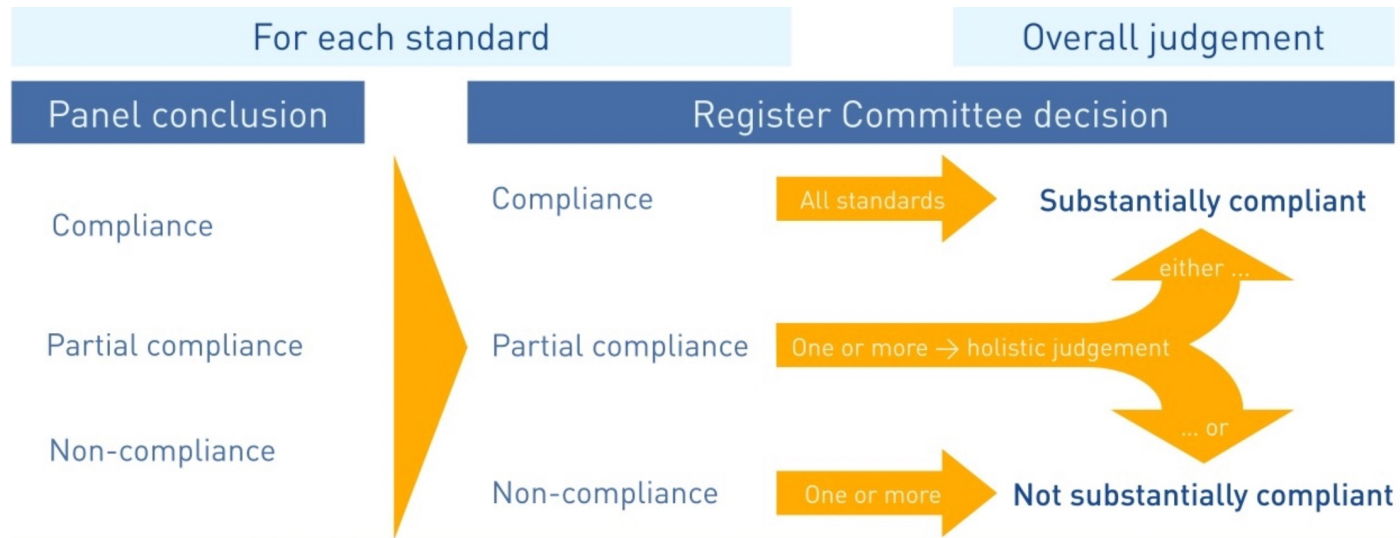 For each standard
Overall judgement
Panel conclusion
Register Committee decision
Compliance
Partial compliance
Non-compliance
Compliance
All standards
Substantially compliant
either ...
Partial compliance
One or more → holistic judgement
... or
Non-compliance
One or more
Not substantially compliant